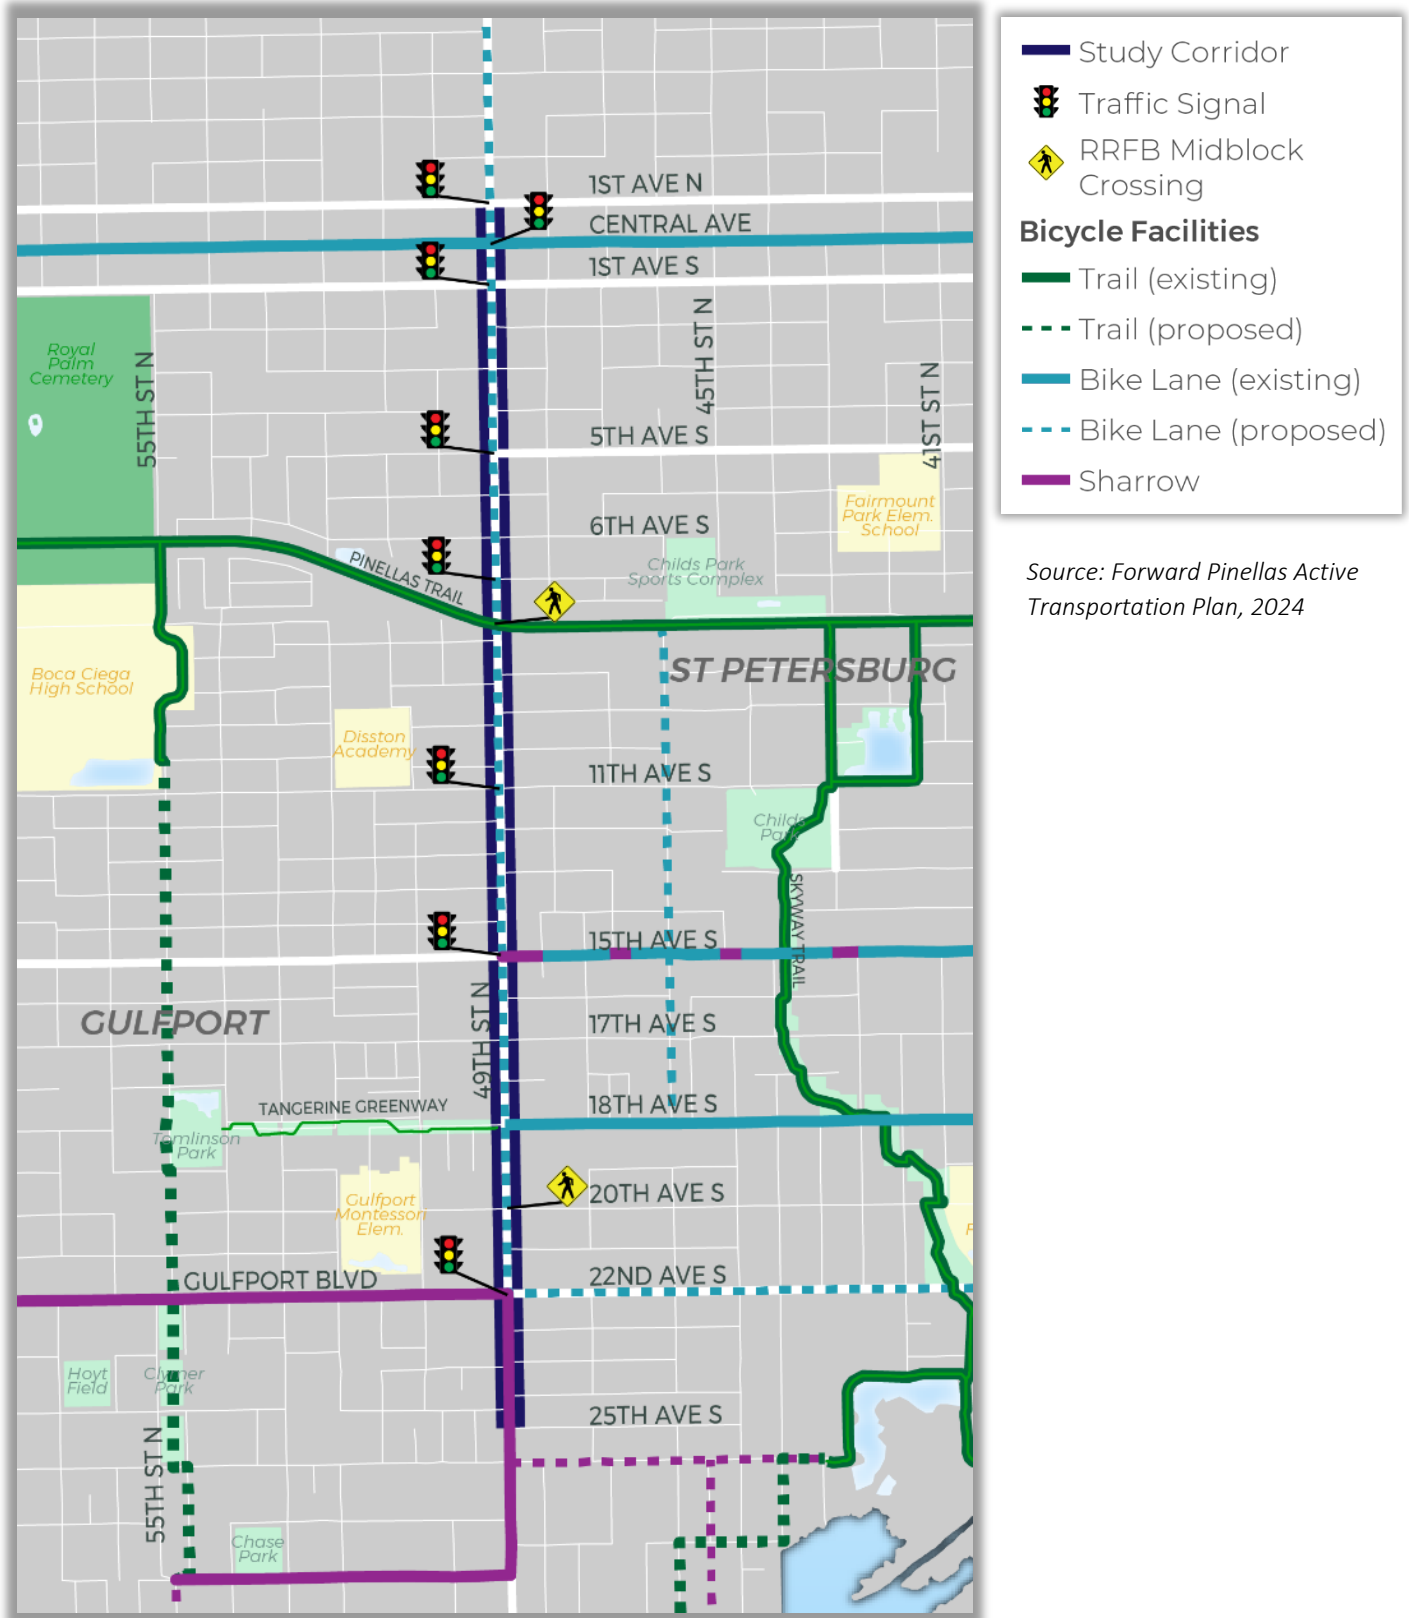 1ST AVE N
CENTRAL AVE
1ST AVE S
Royal
Palm
Cemetery
55TH ST N
45TH ST N
41ST ST N
5TH AVE S
Fairmount
Park Elem.
School
6TH AVE S
PINELLAS TRAIL
Childs Park
Sports Complex
Boca Ciega
High School
ST PETERSBURG
Disston
Academy
11TH AVE S
Childs
Park
SKYWAY TRAIL
15TH AVE S
49TH ST N
GULFPORT
17TH AVE S
TANGERINE GREENWAY
18TH AVE S
Tomlinson
Park
Gulfport
Montessori
Elem.
20TH AVE S
F
GULFPORT BLVD
22ND AVE S
Hoyt
Field
Clymer
Park
25TH AVE S
55TH ST N
Chase
Park
Study Corridor
Traffic Signal
RRFB Midblock
Crossing
Bicycle Facilities
Trail (existing)
Trail (proposed)
Bike Lane (existing)
Bike Lane (proposed)
Sharrow
Source: Forward Pinellas Active
Transportation Plan, 2024